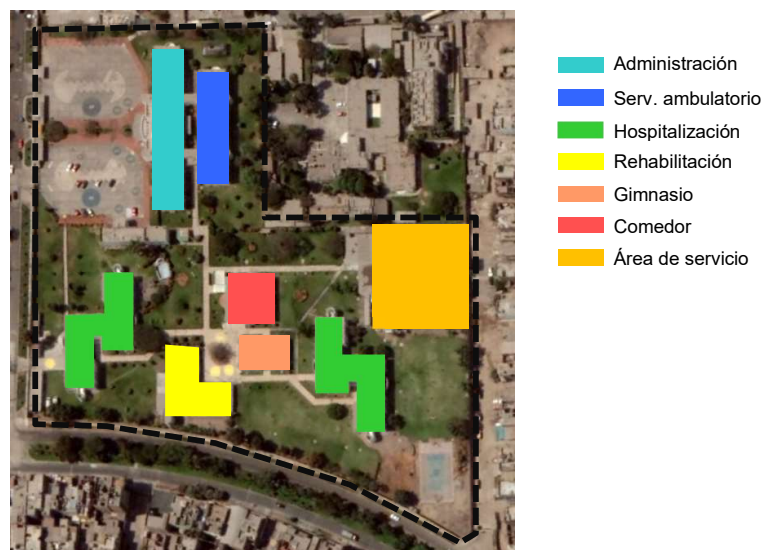 Administración
Serv. ambulatorio
Hospitalización
Rehabilitación
Gimnasio
Comedor
Área de servicio